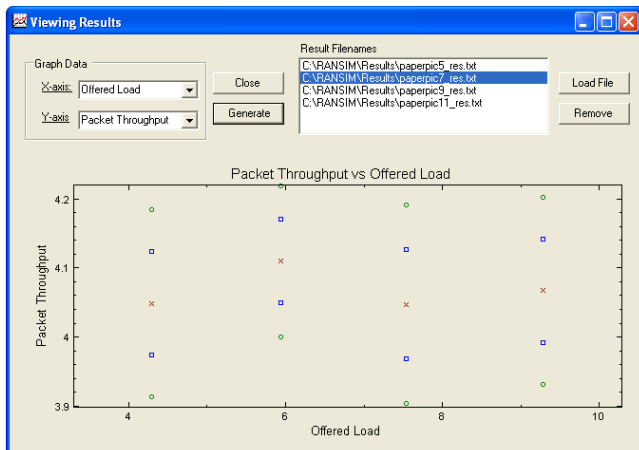 Viewing Results
Graph Data
X-axis: Offered Load
Y-axis Packet Throughput
Close
Generate
Result Filenames
C:\RANSIM\Results\paperpic5_res.txt
C:\RANSIM\Results\paperpic7_res.txt
C:\RANSIM\Results\paperpic9_res.txt
C:\RANSIM\Results\paperpic11_res.txt
Load File
Remove
Packet Throughput vs Offered Load
Packet Throughput
4.2
4.1
4
3.9
4 6 8 10
Offered Load